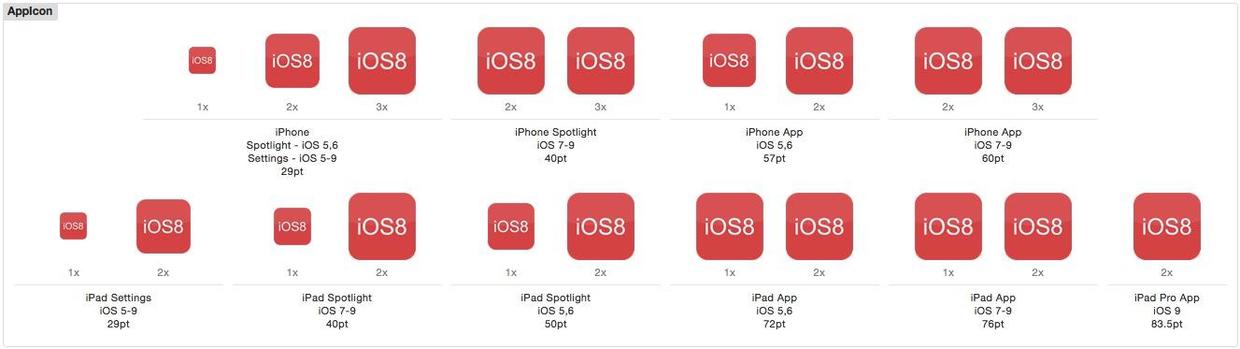 AppIcon
iOS8 iOS8 iOS8 iOS8 iOS8 iOS8 iOS8 iOS8 iOS8
1x 2x 3x 2x 3x 1x 2x 2x 3x
iPhone
Spotlight - iOS 5,6
Settings - iOS 5-9
29pt
iPhone Spotlight
iOS 7-9
40pt
iPhone App
iOS 5,6
57pt
iPhone App
iOS 7-9
60pt
iOS8 iOS8 iOS8 iOS8 iOS8 iOS8 iOS8 iOS8 iOS8 iOS8 iOS8
1x 2x 1x 2x 1x 2x 1x 2x 1x 2x 2x
iPad Settings
iOS 5-9
29pt
iPad Spotlight
iOS 7-9
40pt
iPad Spotlight
iOS 5,6
50pt
iPad App
iOS 5,6
72pt
iPad App
iOS 7-9
76pt
iPad Pro App
iOS 9
83.5pt